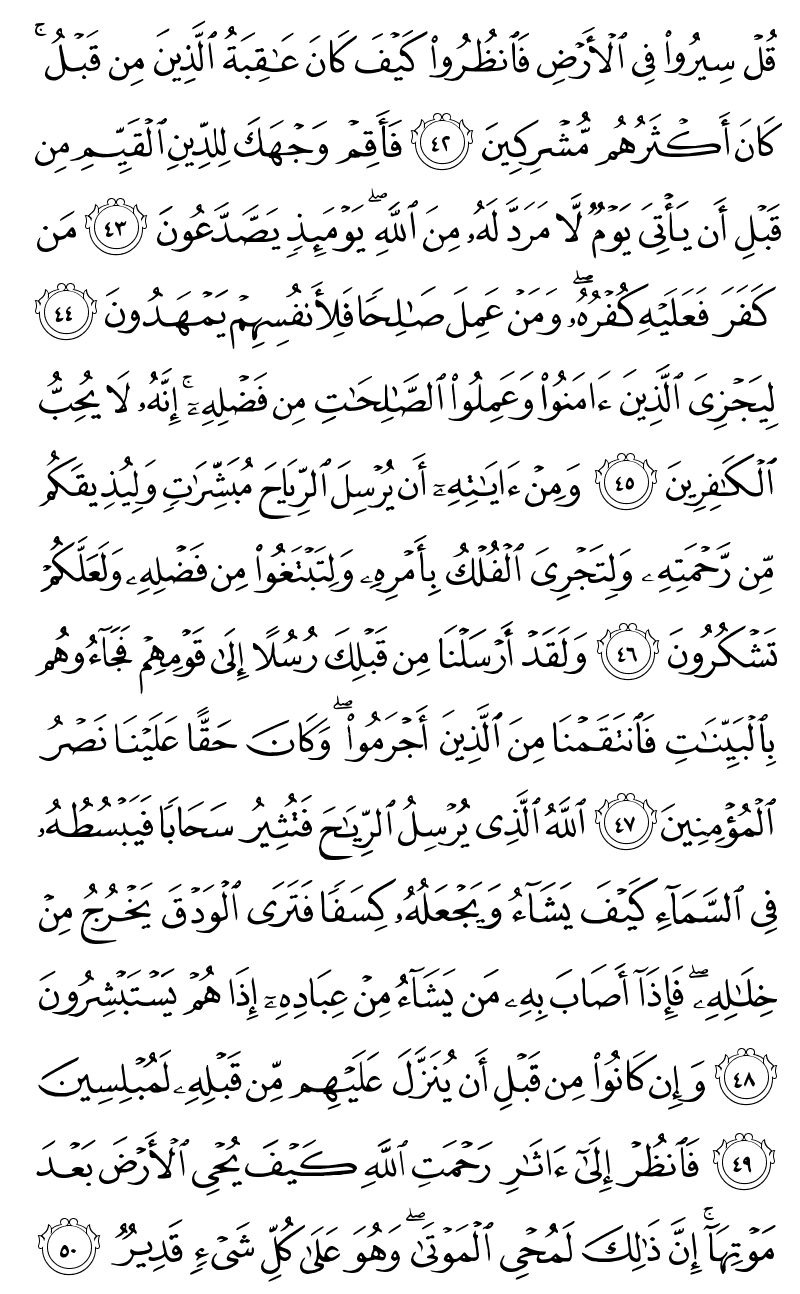 قُلۡ سِيرُواْ فِي ٱلۡأَرۡضِ فَٱنظُرُواْ كَيۡفَ كَانَ عَٰقِبَةُ ٱلَّذِينَ مِن قَبۡلُۚ
كَانَ أَكۡثَرُهُم مُّشۡرِكِينَ ٤٢ فَأَقِمۡ وَجۡهَكَ لِلدِّينِ ٱلۡقَيِّمِ مِن
قَبۡلِ أَن يَأۡتِيَ يَوۡمٞ لَّا مَرَدَّ لَهُۥ مِنَ ٱللَّهِۖ يَوۡمَئِذٖ يَصَّدَّعُونَ ٤٣ مَن
كَفَرَ فَعَلَيۡهِ كُفۡرُهُۥۖ وَمَنۡ عَمِلَ صَٰلِحٗا فَلِأَنفُسِهِمۡ يَمۡهَدُونَ ٤٤
لِيَجۡزِيَ ٱلَّذِينَ ءَامَنُواْ وَعَمِلُواْ ٱلصَّٰلِحَٰتِ مِن فَضۡلِهِۦٓۚ إِنَّهُۥ لَا يُحِبُّ
ٱلۡكَٰفِرِينَ ٤٥ وَمِنۡ ءَايَٰتِهِۦٓ أَن يُرۡسِلَ ٱلرِّيَاحَ مُبَشِّرَٰتٖ وَلِيُذِيقَكُم
مِّن رَّحۡمَتِهِۦ وَلِتَجۡرِيَ ٱلۡفُلۡكُ بِأَمۡرِهِۦ وَلِتَبۡتَغُواْ مِن فَضۡلِهِۦ وَلَعَلَّكُمۡ
تَشۡكُرُونَ ٤٦ وَلَقَدۡ أَرۡسَلۡنَا مِن قَبۡلِكَ رُسُلًا إِلَىٰ قَوۡمِهِمۡ فَجَآءُوهُم
بِٱلۡبَيِّنَٰتِ فَٱنتَقَمۡنَا مِنَ ٱلَّذِينَ أَجۡرَمُواْۖ وَكَانَ حَقًّا عَلَيۡنَا نَصۡرُ
ٱلۡمُؤۡمِنِينَ ٤٧ ٱللَّهُ ٱلَّذِي يُرۡسِلُ ٱلرِّيَٰحَ فَتُثِيرُ سَحَابٗا فَيَبۡسُطُهُۥ
فِي ٱلسَّمَآءِ كَيۡفَ يَشَآءُ وَيَجۡعَلُهُۥ كِسَفٗا فَتَرَى ٱلۡوَدۡقَ يَخۡرُجُ مِنۡ
خِلَٰلِهِۦۖ فَإِذَآ أَصَابَ بِهِۦ مَن يَشَآءُ مِنۡ عِبَادِهِۦٓ إِذَا هُمۡ يَسۡتَبۡشِرُونَ
٤٨ وَإِن كَانُواْ مِن قَبۡلِ أَن يُنَزَّلَ عَلَيۡهِم مِّن قَبۡلِهِۦ لَمُبۡلِسِينَ
٤٩ فَٱنظُرۡ إِلَىٰٓ ءَاثَٰرِ رَحۡمَتِ ٱللَّهِ كَيۡفَ يُحۡيِ ٱلۡأَرۡضَ بَعۡدَ
مَوۡتِهَآۚ إِنَّ ذَٰلِكَ لَمُحۡيِ ٱلۡمَوۡتَىٰۖ وَهُوَ عَلَىٰ كُلِّ شَيۡءٖ قَدِيرٞ ٥٠